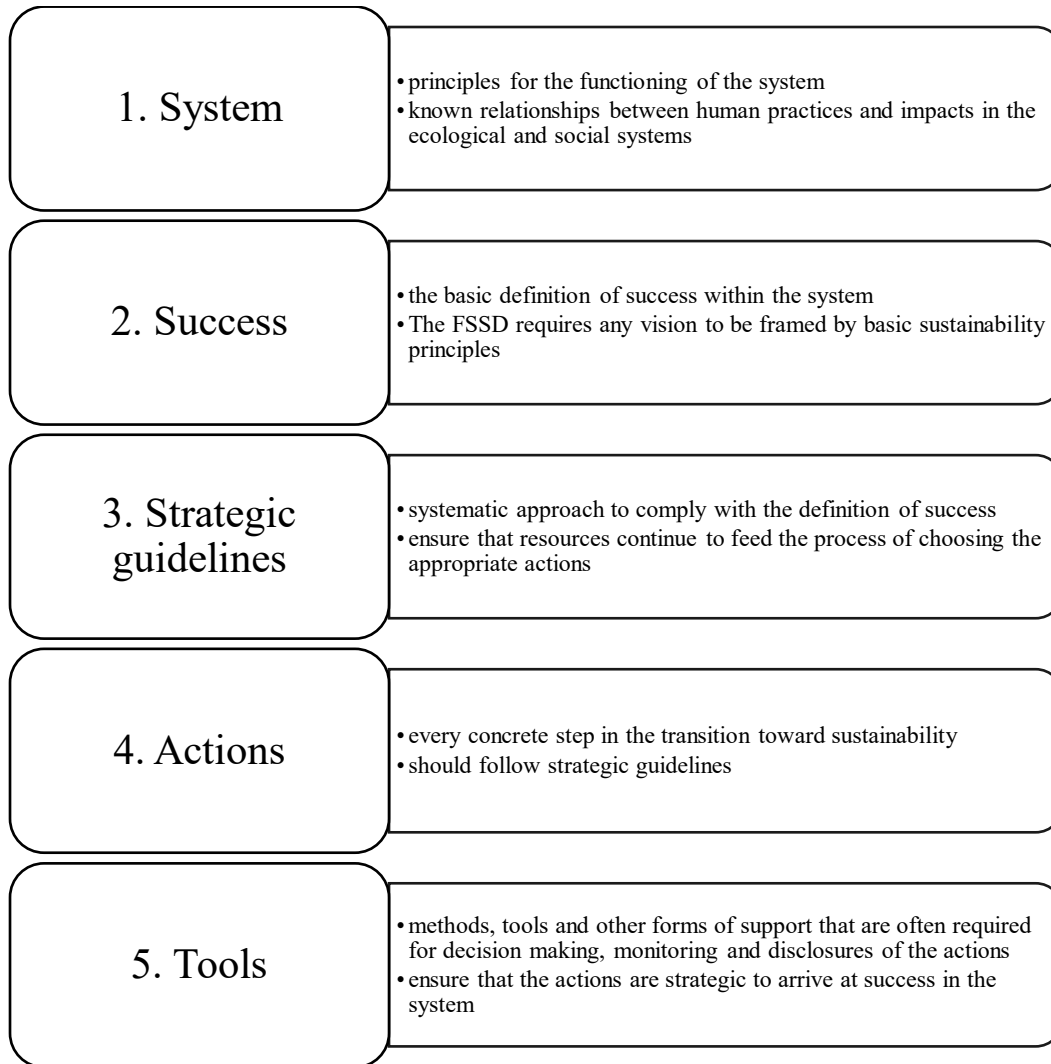 1. System
• principles for the functioning of the system
• known relationships between human practices and impacts in the
ecological and social systems
2. Success
• the basic definition of success within the system
• The FSSD requires any vision to be framed by basic sustainability
principles
3. Strategic
guidelines
• systematic approach to comply with the definition of success
• ensure that resources continue to feed the process of choosing the
appropriate actions
4. Actions
• every concrete step in the transition toward sustainability
• should follow strategic guidelines
5. Tools
• methods, tools and other forms of support that are often required
for decision making, monitoring and disclosures of the actions
• ensure that the actions are strategic to arrive at success in the
system